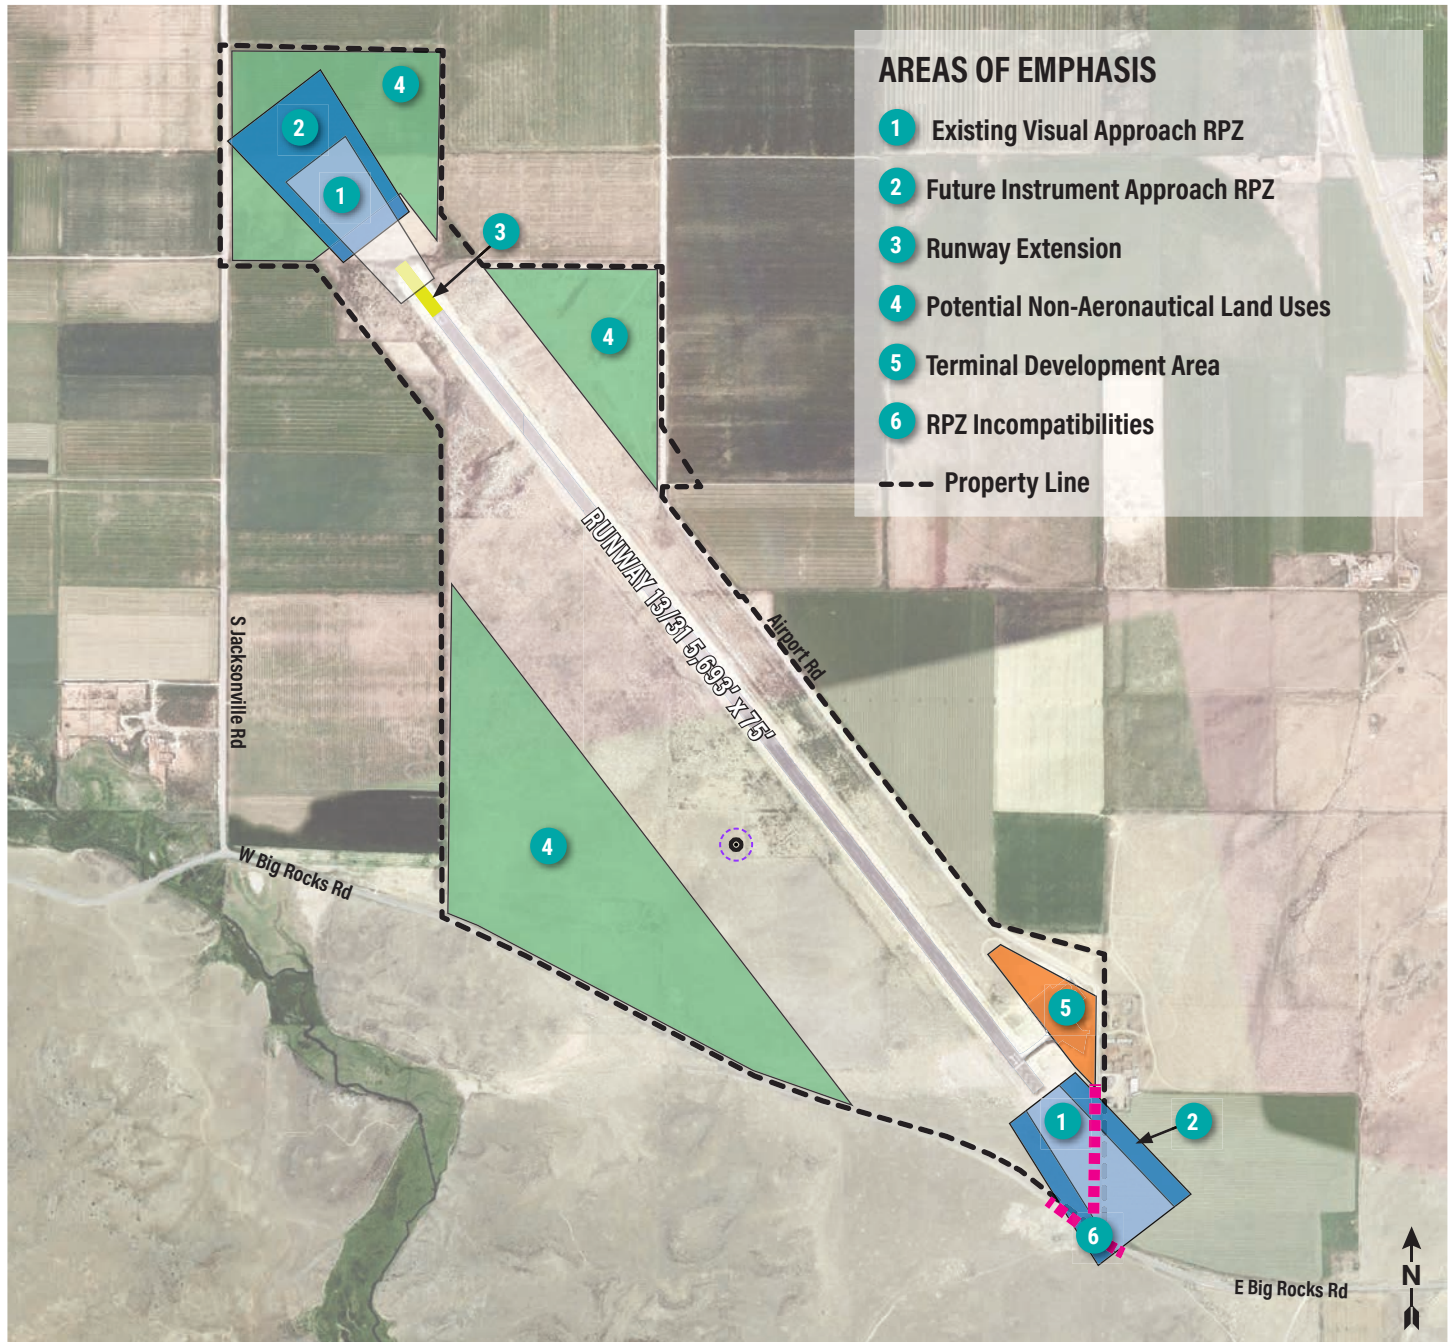 AREAS OF EMPHASIS
1 Existing Visual Approach RPZ
2 Future Instrument Approach RPZ
3 Runway Extension
4 Potential Non-Aeronautical Land Uses
5 Terminal Development Area
6 RPZ Incompatibilities
Property Line
4
2
1
3
4
RUNWAY 13/31 5,693' x 75'
Airport Rd
S Jacksonville Rd
W Big Rocks Rd
4
5
1
2
6
E Big Rocks Rd
N